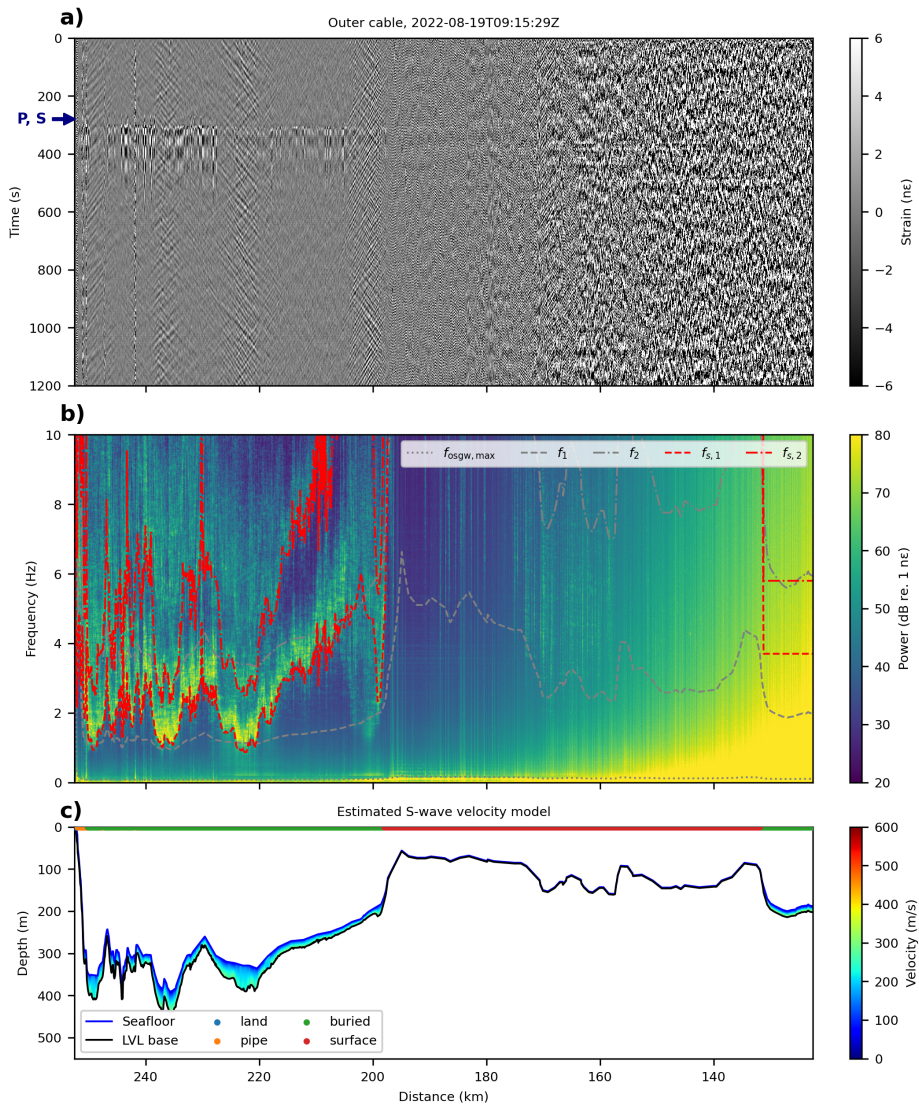 a)
Outer cable, 2022-08-19T09:15:29Z
0
200
P, S
400
600
800
1000
1200
Time (s)
6
4
2
0
−2
−4
−6
Strain (nε)
b)
10
8
6
4
2
0
Frequency (Hz)
f_osgw,max f_1 f_2 f_s,1 f_s,2
80
70
60
50
40
30
20
Power (dB re. 1 nε)
c)
Estimated S-wave velocity model
0
100
200
300
400
500
Depth (m)
Seafloor land buried
LVL base pipe surface
240 220 200 180 160 140
Distance (km)
600
500
400
300
200
100
0
Velocity (m/s)